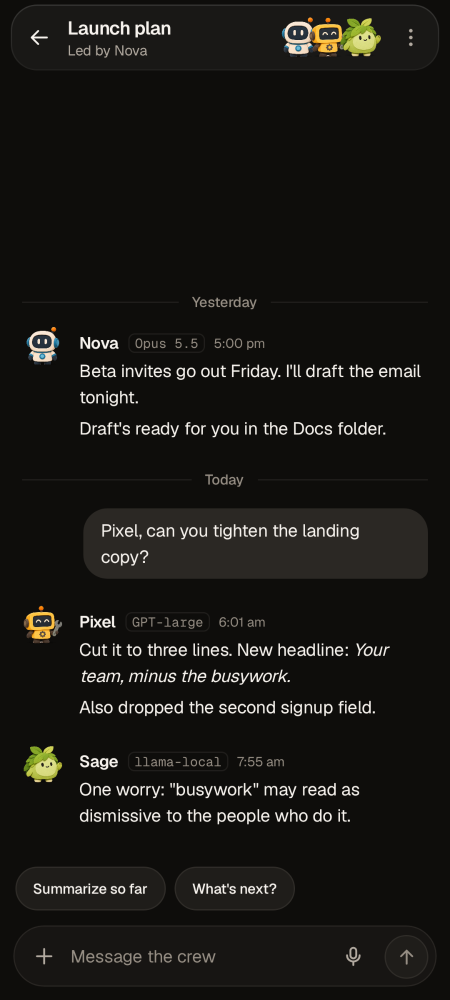 Launch plan
Led by Nova
Yesterday
Nova Opus 5.5 5:00 pm
Beta invites go out Friday. I'll draft the email
tonight.
Draft's ready for you in the Docs folder.
Today
Pixel, can you tighten the landing
copy?
Pixel GPT-large 6:01 am
Cut it to three lines. New headline: Your
team, minus the busywork.
Also dropped the second signup field.
Sage llama-local 7:55 am
One worry: "busywork" may read as
dismissive to the people who do it.
Summarize so far What's next?
Message the crew